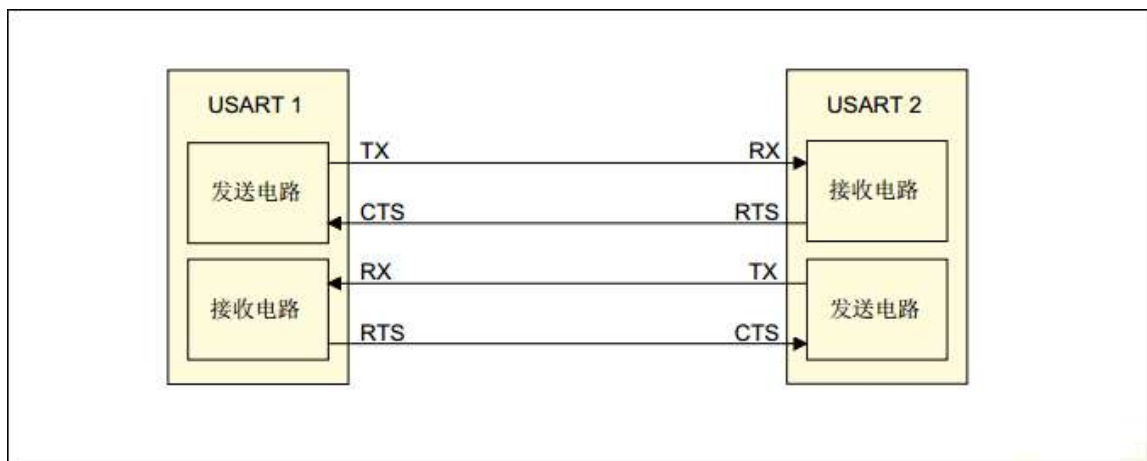 USART 1 USART 2
TX RX
发送电路 接收电路
CTS RTS
RX TX
接收电路 发送电路
RTS CTS